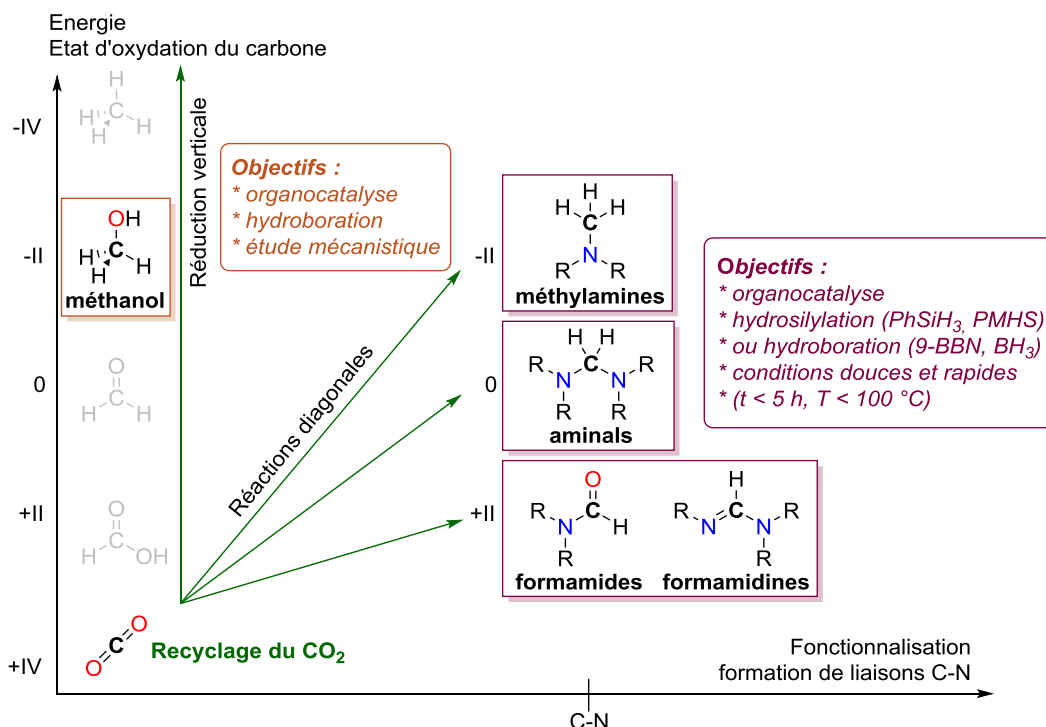 Energie
Etat d'oxydation du carbone
-IV
H
C
H
H
H
Réduction verticale
Objectifs :
* organocatalyse
* hydroboration
* étude mécanistique
-II
OH
C
H
H
H
méthanol
-II
H
H
C
H
N
R
R
méthylamines
Objectifs :
* organocatalyse
* hydrosilylation (PhSiH3, PMHS)
* ou hydroboration (9-BBN, BH3)
* conditions douces et rapides
* (t < 5 h, T < 100 °C)
0
O
C
H
H
Réactions diagonales
0
H H
R
C
R
N
N
R
R
aminals
+II
O
C
H
OH
+II
O
R
C
N
H
R
formamides
H
R
C
R
N
N
R
formamidines
O
C
O
Recyclage du CO2
+IV
Fonctionnalisation
formation de liaisons C-N
C-N